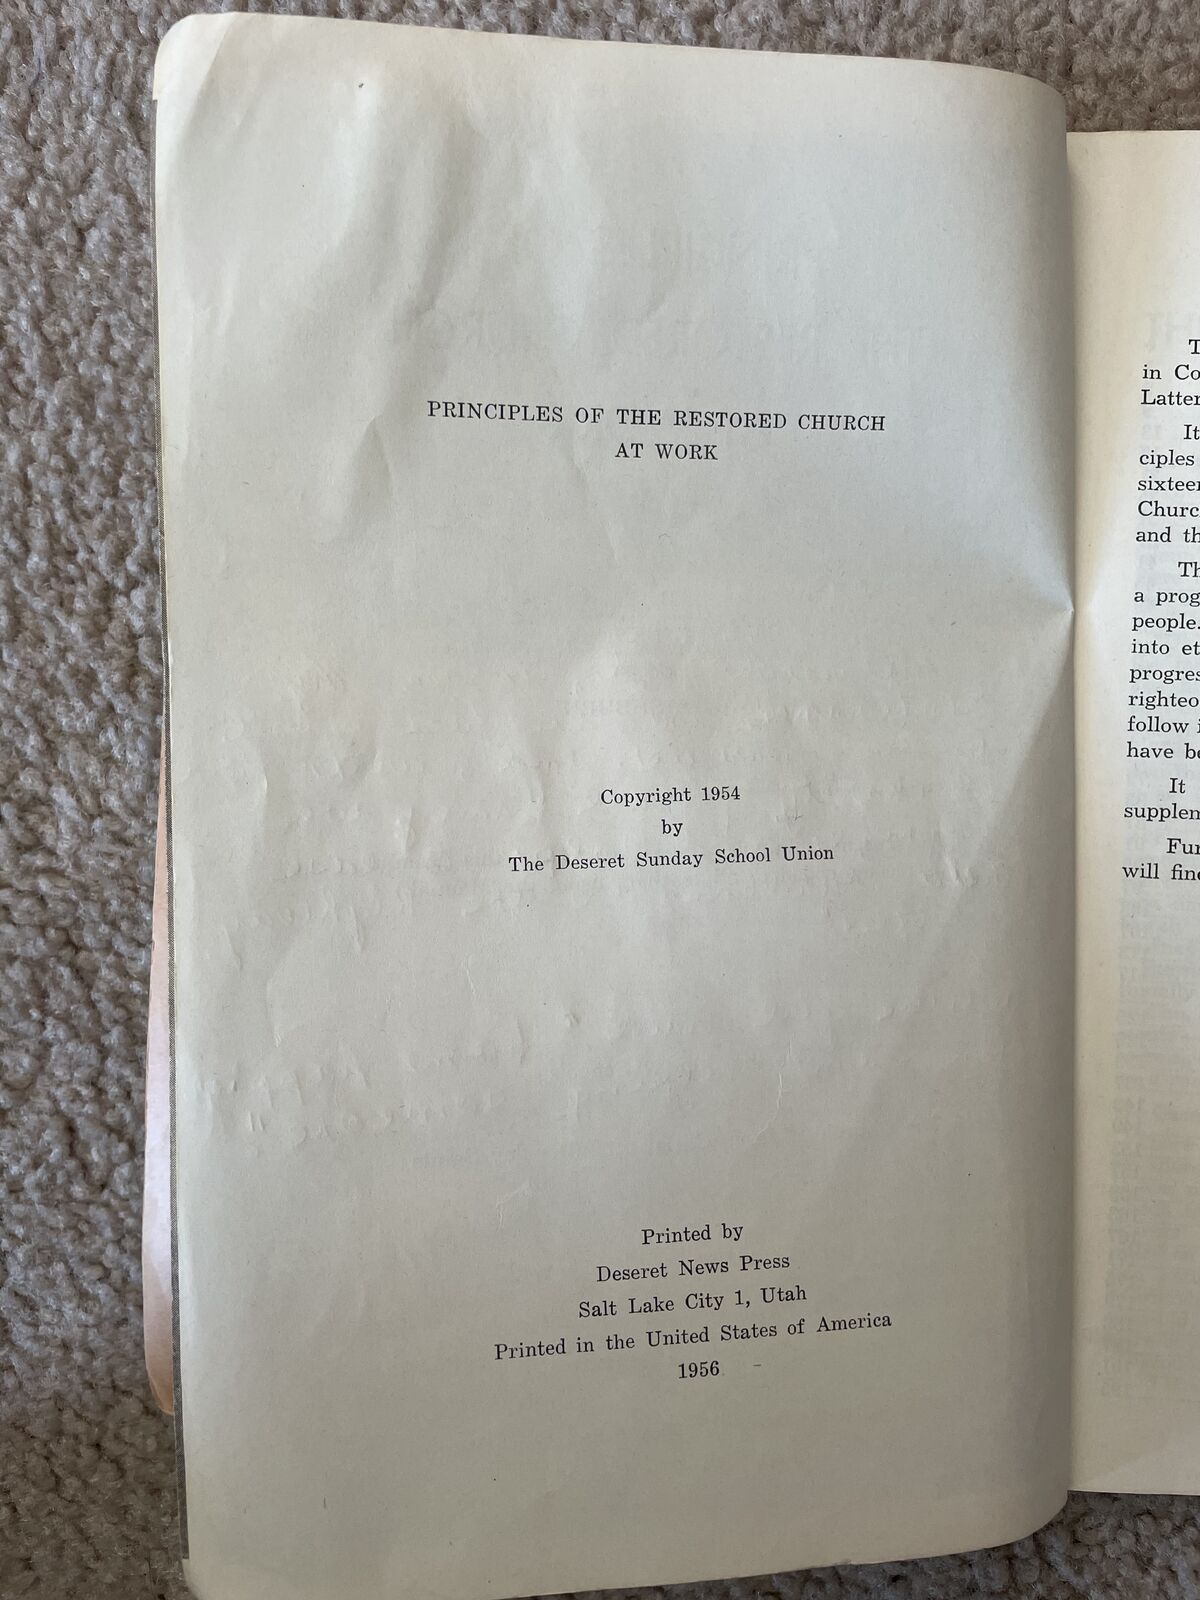 PRINCIPLES OF THE RESTORED CHURCH
AT WORK
Copyright 1954
by
The Deseret Sunday School Union
Printed by
Deseret News Press
Salt Lake City 1, Utah
Printed in the United States of America
1956
T
in Co
Latter
It
ciples
sixteen
Churc
and th
Th
a prog
people.
into et
progres
righteo
follow i
have be
It
supplem
Fur
will find